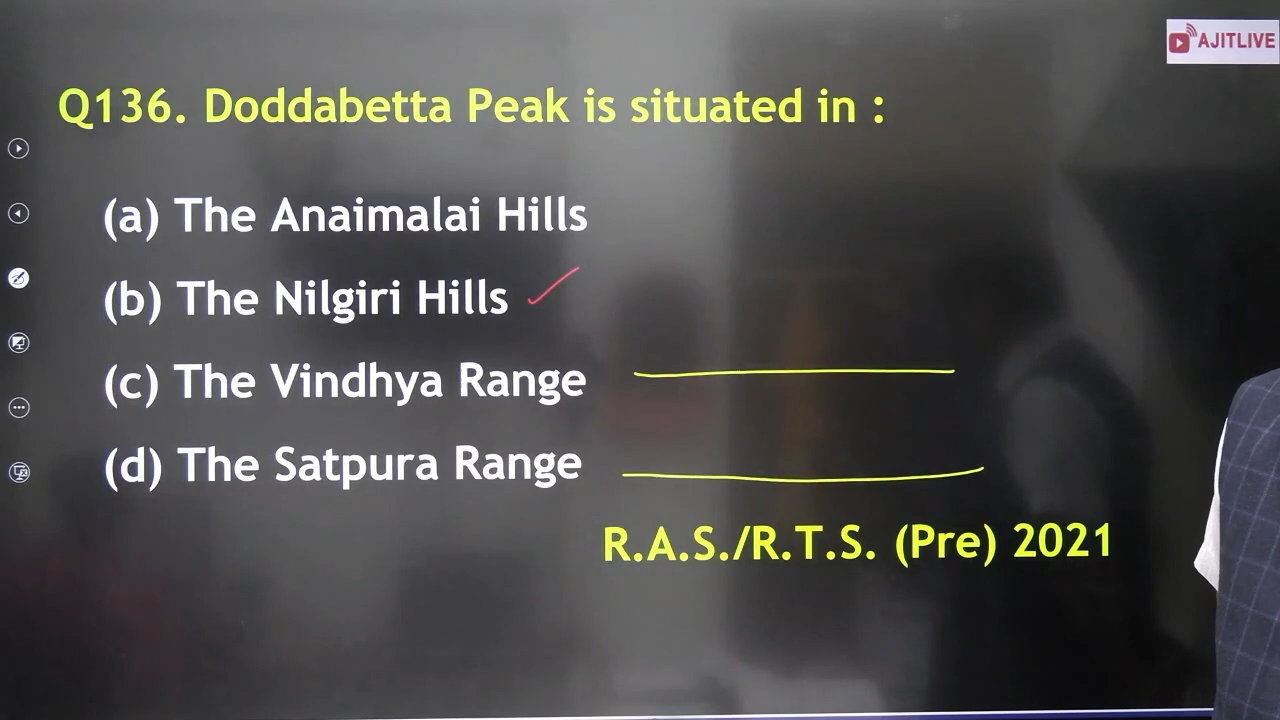 AJITLIVE
Q136. Doddabetta Peak is situated in :
(a) The Anaimalai Hills
(b) The Nilgiri Hills
(c) The Vindhya Range
(d) The Satpura Range
R.A.S./R.T.S. (Pre) 2021